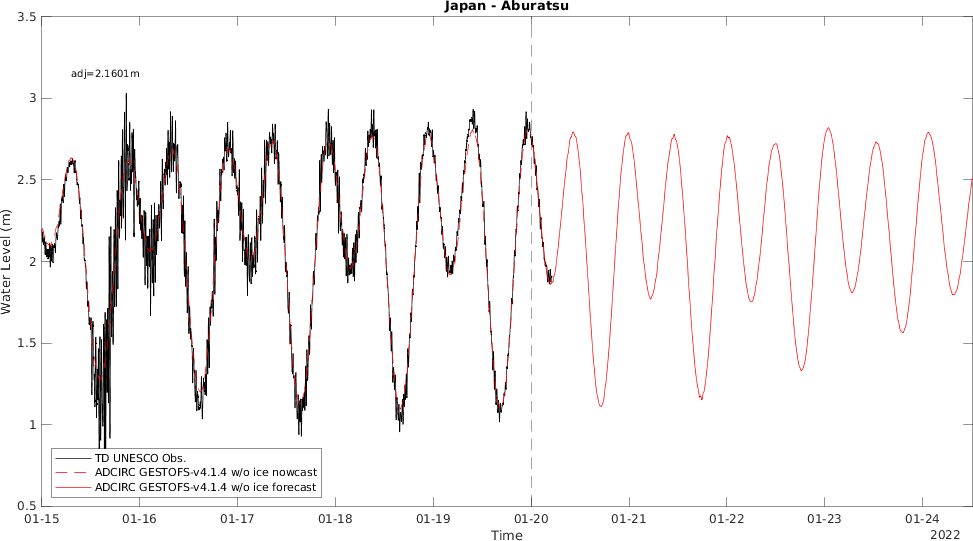 Japan - Aburatsu
3.5
adj=2.1601m
3
2.5
2
1.5
1
0.5
Water Level (m)
TD UNESCO Obs.
ADCIRC GESTOFS-v4.1.4 w/o ice nowcast
ADCIRC GESTOFS-v4.1.4 w/o ice forecast
01-15 01-16 01-17 01-18 01-19 01-20 01-21 01-22 01-23 01-24
Time
2022